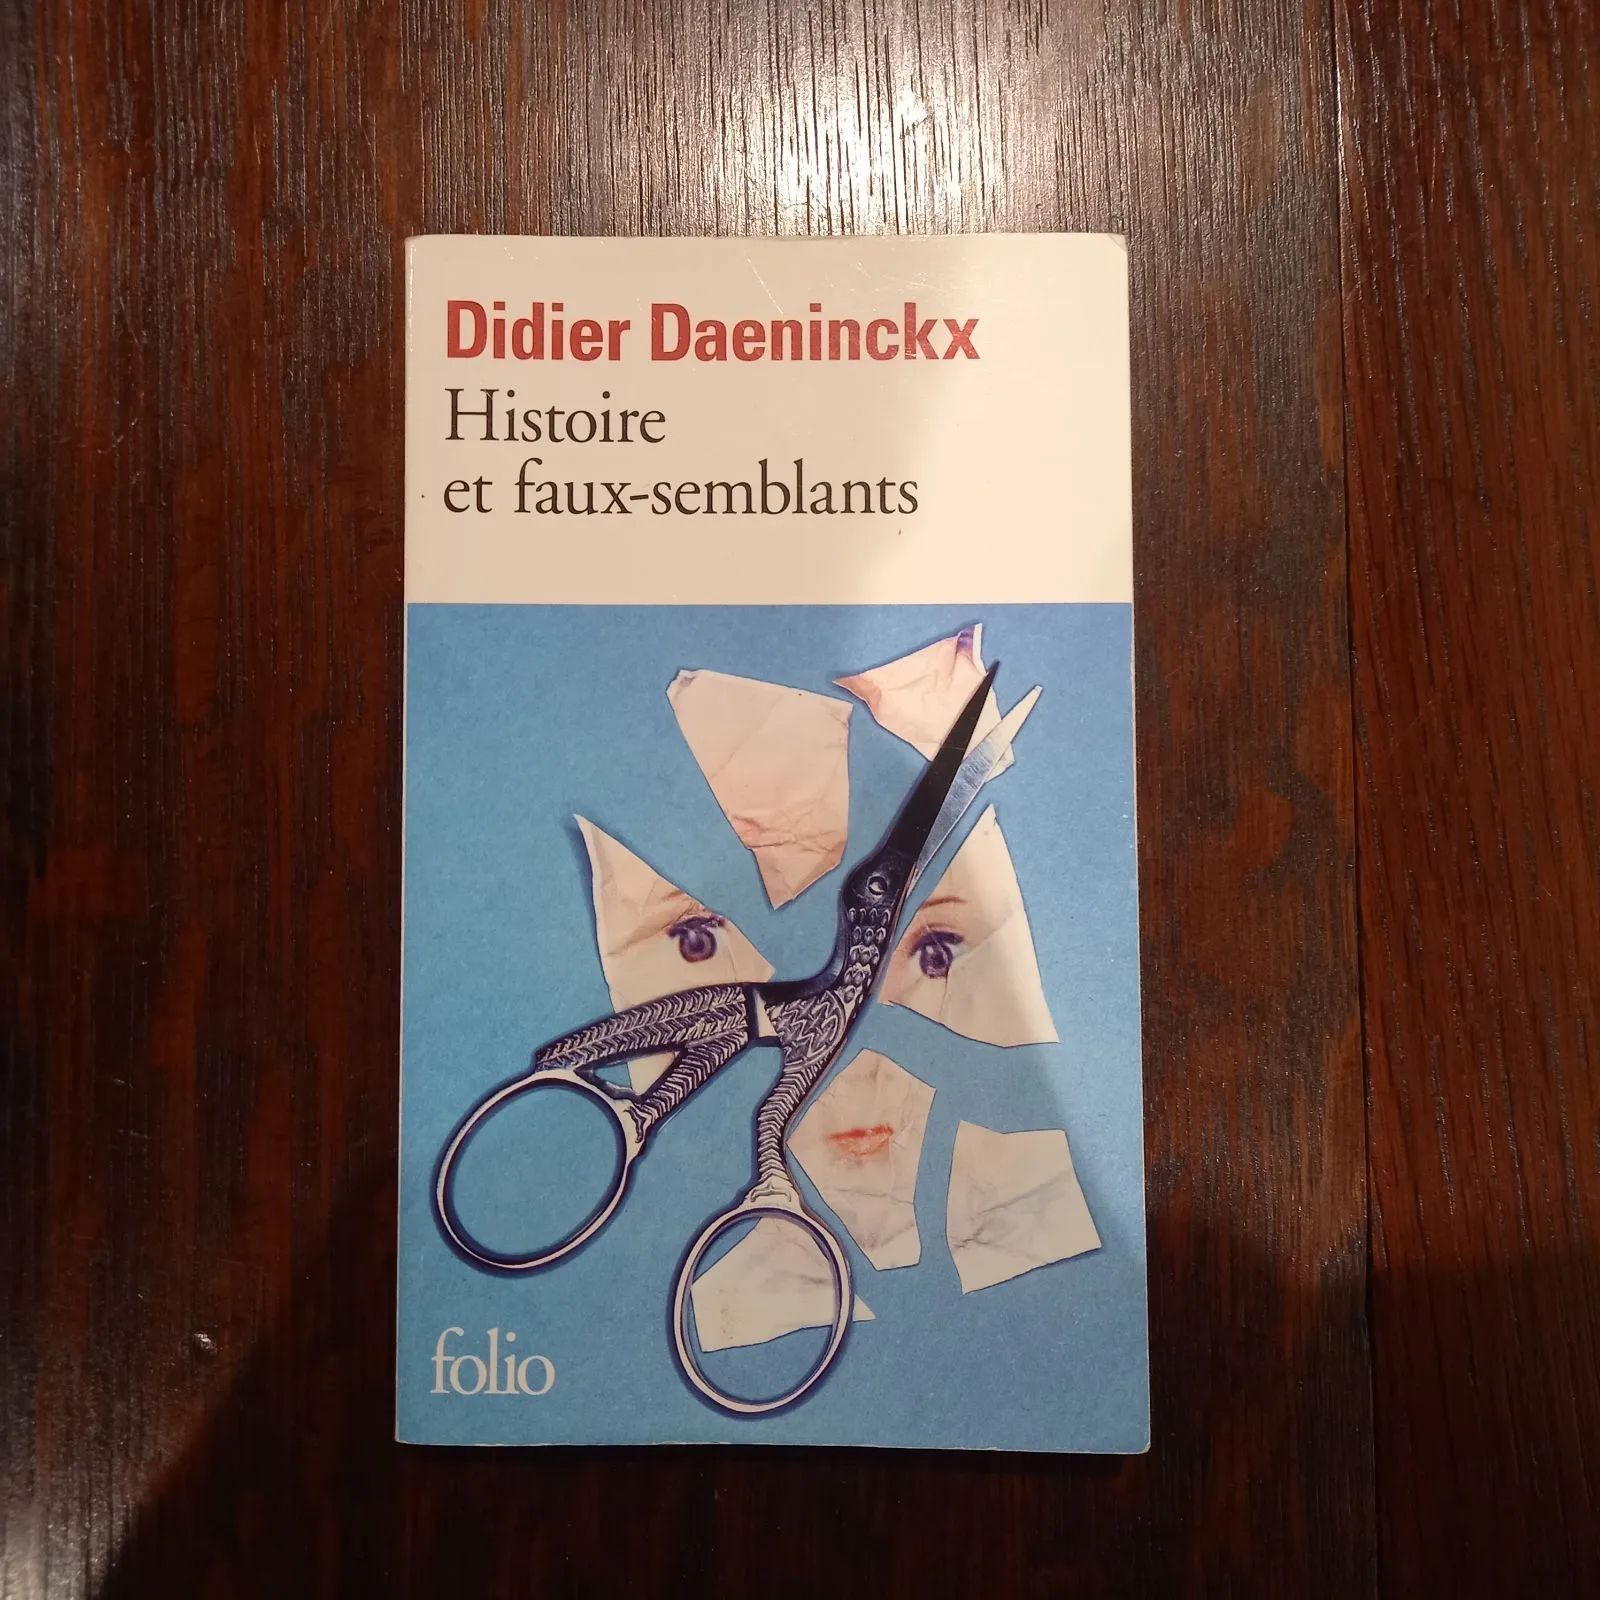 Didier Daeninckx
Histoire
et faux-semblants
folio